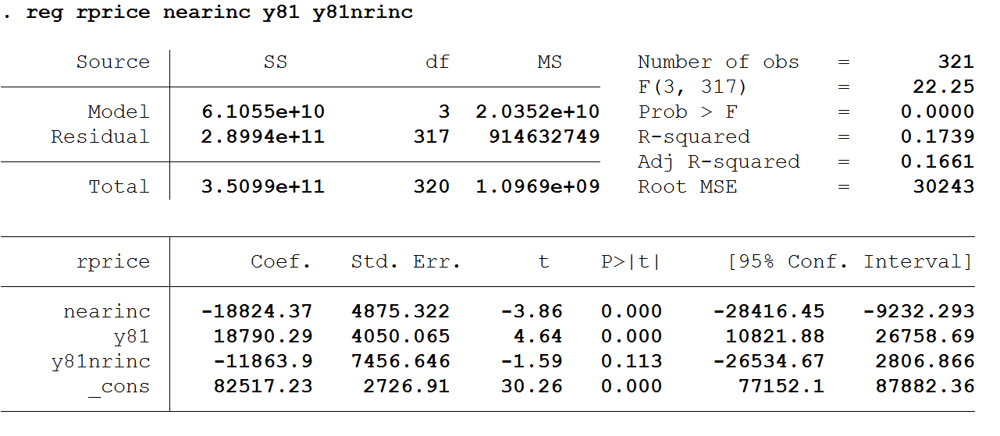 . reg rprice nearinc y81 y81nrinc
Source SS df MS Number of obs = 321
F(3, 317) = 22.25
Model 6.1055e+10 3 2.0352e+10 Prob > F = 0.0000
Residual 2.8994e+11 317 914632749 R-squared = 0.1739
Adj R-squared = 0.1661
Total 3.5099e+11 320 1.0969e+09 Root MSE = 30243
rprice Coef. Std. Err. t P>|t| [95% Conf. Interval]
nearinc -18824.37 4875.322 -3.86 0.000 -28416.45 -9232.293
y81 18790.29 4050.065 4.64 0.000 10821.88 26758.69
y81nrinc -11863.9 7456.646 -1.59 0.113 -26534.67 2806.866
_cons 82517.23 2726.91 30.26 0.000 77152.1 87882.36